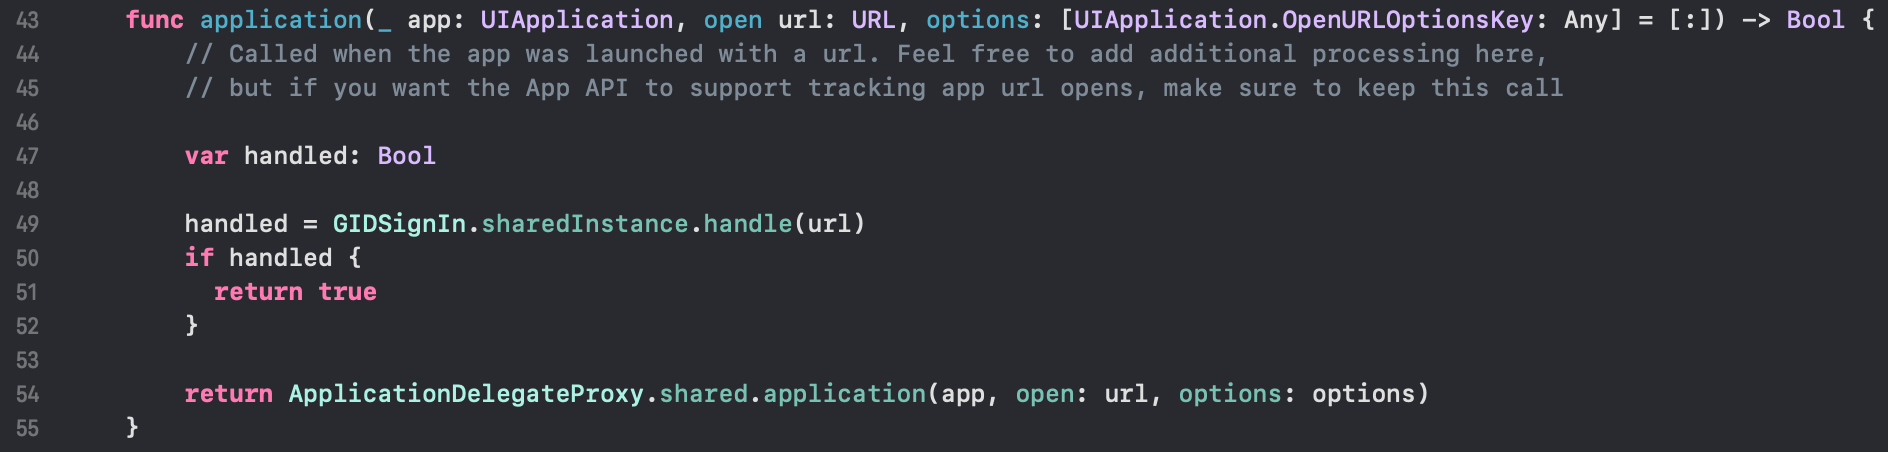 43 func application(_ app: UIApplication, open url: URL, options: [UIApplication.OpenURLOptionsKey: Any] = [:]) -> Bool {
44 // Called when the app was launched with a url. Feel free to add additional processing here,
45 // but if you want the App API to support tracking app url opens, make sure to keep this call
46
47 var handled: Bool
48
49 handled = GIDSignIn.sharedInstance.handle(url)
50 if handled {
51 return true
52 }
53
54 return ApplicationDelegateProxy.shared.application(app, open: url, options: options)
55 }